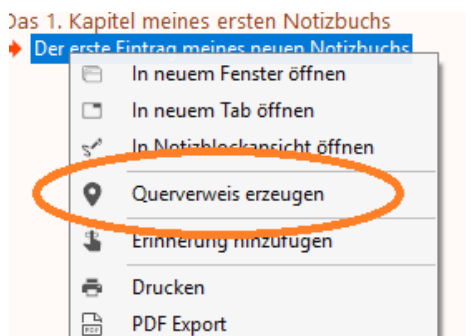 Das 1. Kapitel meines ersten Notizbuchs
Der erste Eintrag meines neuen Notizbuchs
In neuem Fenster öffnen
In neuem Tab öffnen
In Notizblockansicht öffnen
Querverweis erzeugen
Erinnerung hinzufügen
Drucken
PDF Export